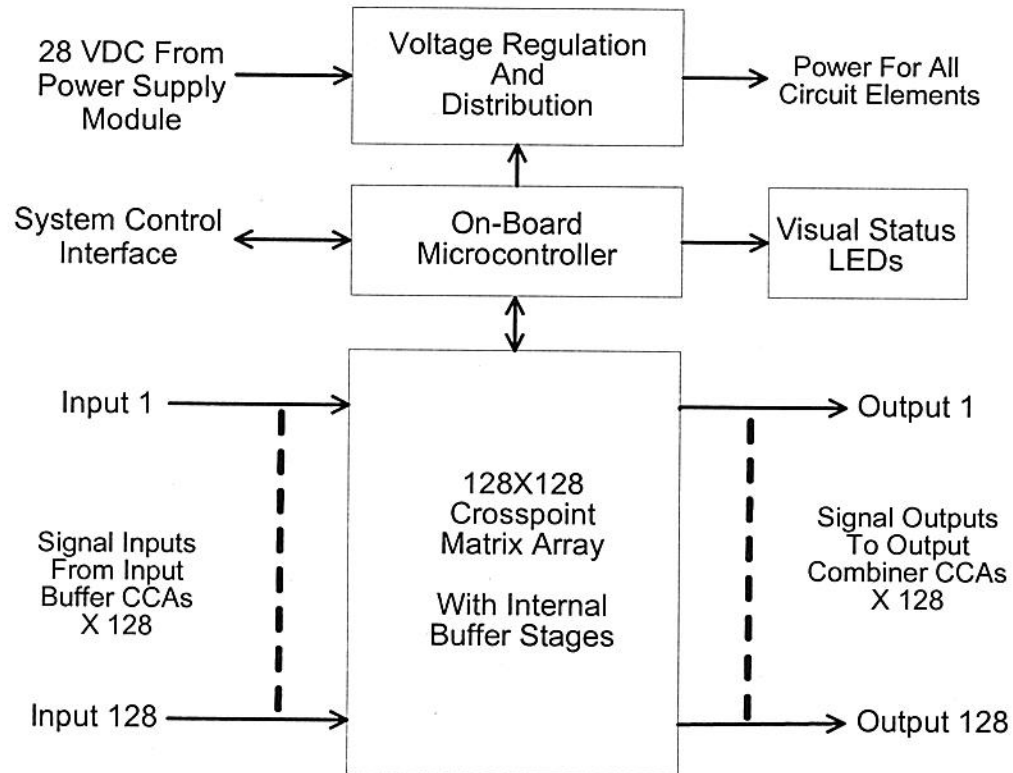 28 VDC From
Power Supply
Module
Voltage Regulation
And
Distribution
Power For All
Circuit Elements
System Control
Interface
On-Board
Microcontroller
Visual Status
LEDs
Input 1
Output 1
Signal Inputs
From Input
Buffer CCAs
X 128
128X128
Crosspoint
Matrix Array
With Internal
Buffer Stages
Signal Outputs
To Output
Combiner CCAs
X 128
Input 128
Output 128